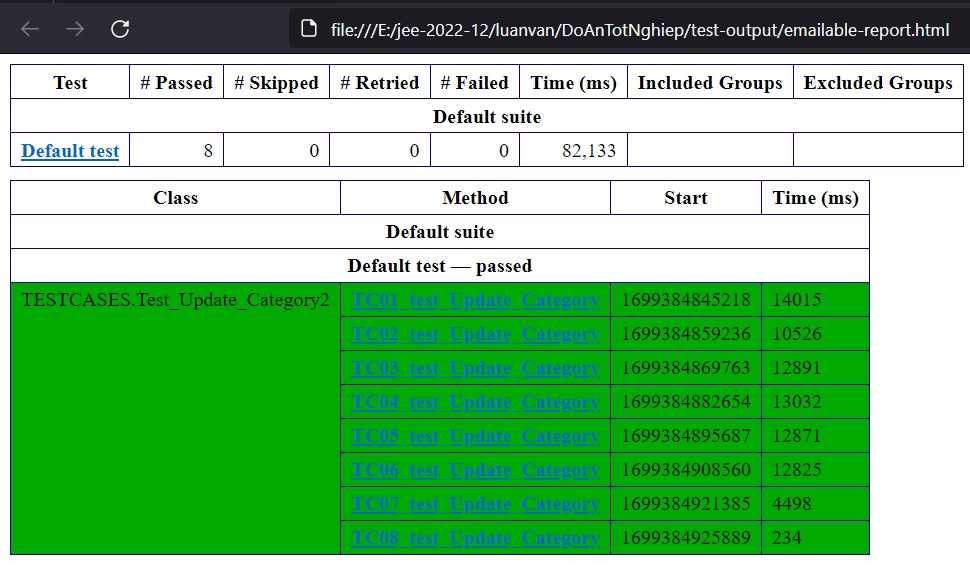 file:///E:/jee-2022-12/luanvan/DoAnTotNghiep/test-output/emailable-report.html
Test # Passed # Skipped # Retried # Failed Time (ms) Included Groups Excluded Groups
Default suite
Default test 8 0 0 0 82,133
Class Method Start Time (ms)
Default suite
Default test — passed
TESTCASES.Test_Update_Category2 TC01_test_Update_Category 1699384845218 14015
TC02_test_Update_Category 1699384859236 10526
TC03_test_Update_Category 1699384869763 12891
TC04_test_Update_Category 1699384882654 13032
TC05_test_Update_Category 1699384895687 12871
TC06_test_Update_Category 1699384908560 12825
TC07_test_Update_Category 1699384921385 4498
TC08_test_Update_Category 1699384925889 234